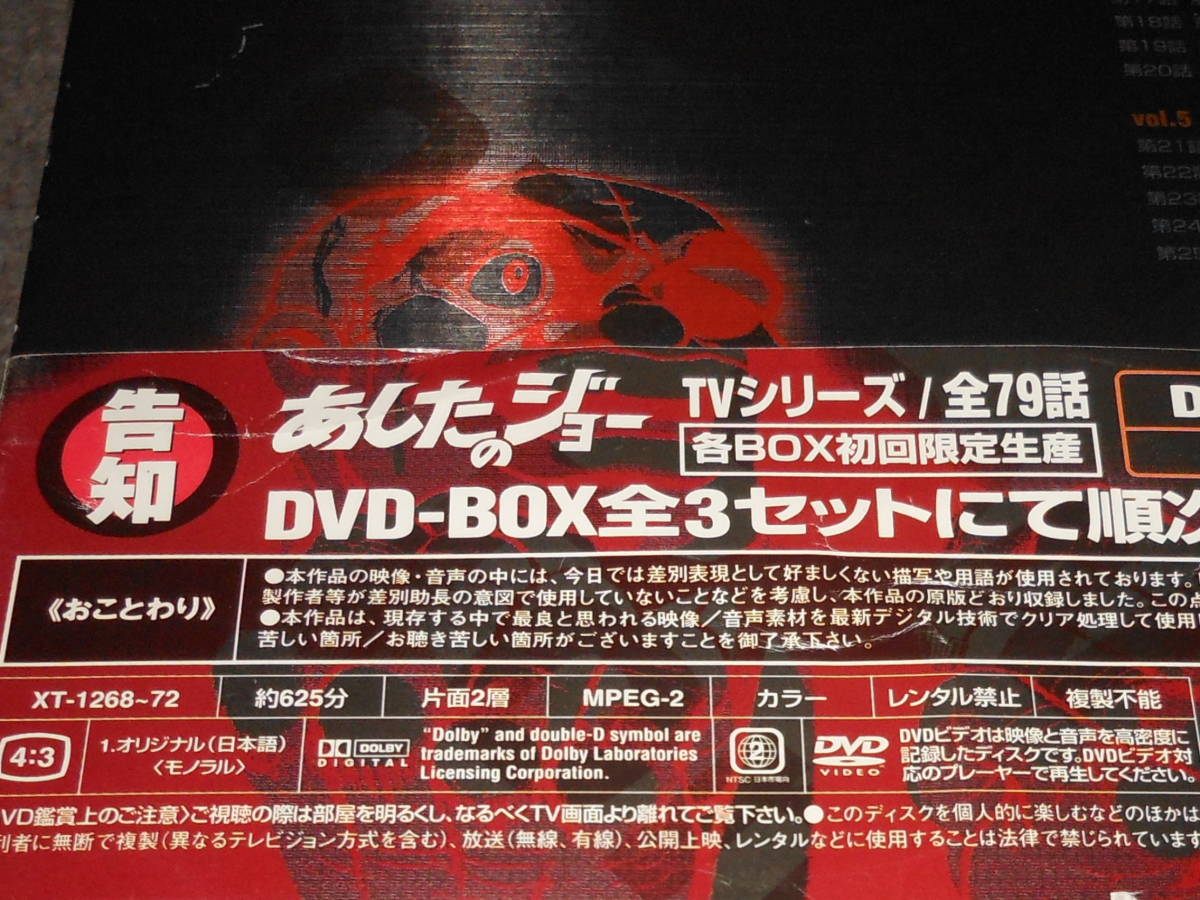 第18話
第19話
第20話
vol.5
第21話
第22話
第23
第24
告知
あしたのジョー
TVシリーズ/全79話
各BOX初回限定生産
DVD-BOX全3セットにて順次
《おことわり》
●本作品の映像・音声の中には、今日では差別表現として好ましくない描写や用語が使用されております。
製作者等が差別助長の意図で使用していないことなどを考慮し、本作品の原版どおり収録しました。この点
●本作品は、現存する中で最良と思われる映像/音声素材を最新デジタル技術でクリア処理して使用し
苦しい箇所/お聴き苦しい箇所がございますことを御了承下さい。
XT-1268~72
約625分
片面2層
MPEG-2
カラー
レンタル禁止
複製不能
4:3
1.オリジナル(日本語)
〈モノラル〉
DOLBY
DIGITAL
"Dolby" and double-D symbol are
trademarks of Dolby Laboratories
Licensing Corporation.
2
NTSC 日本市場向
DVD
VIDEO
DVDビデオは映像と音声を高密度に
記録したディスクです。DVDビデオ対
応のプレーヤーで再生してください。
VD鑑賞上のご注意〉ご視聴の際は部屋を明るくし、なるべくTV画面より離れてご覧下さい。●このディスクを個人的に楽しむなどのほかは
利者に無断で複製(異なるテレビジョン方式を含む)、放送(無線、有線)、公開上映、レンタルなどに使用することは法律で禁じられています